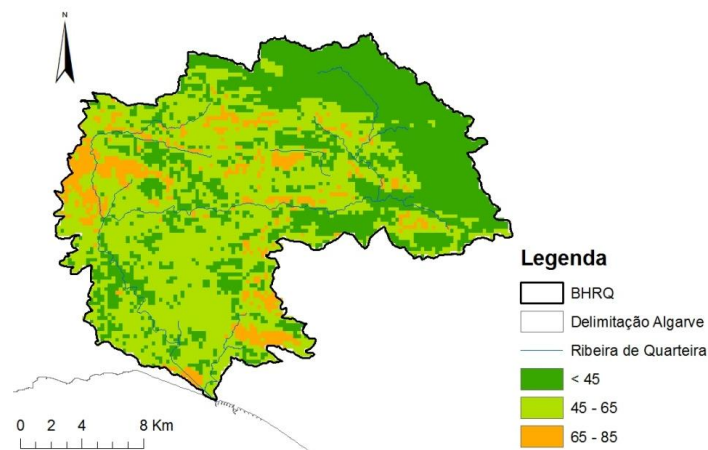 N
Legenda
BHRQ
Delimitação Algarve
Ribeira de Quarteira
< 45
45 - 65
65 - 85
0 2 4 8 Km